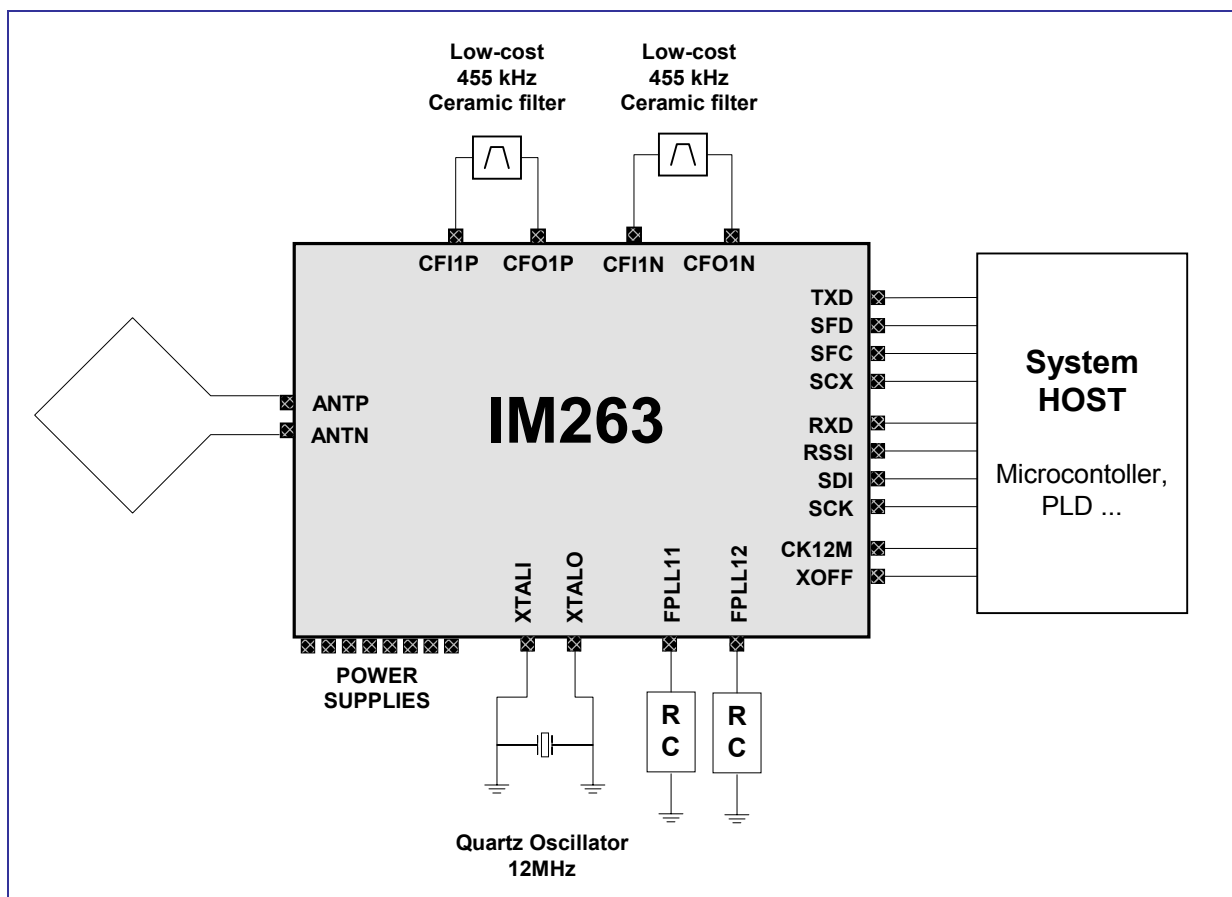 Low-cost
455 kHz
Ceramic filter
Low-cost
455 kHz
Ceramic filter
CFI1P
CFO1P
CFI1N
CFO1N
TXD
SFD
SFC
SCX
RXD
RSSI
SDI
SCK
CK12M
XOFF
System
HOST
Microcontoller,
PLD ...
ANTP
ANTN
IM263
XTALI
XTALO
FPLL11
FPLL12
POWER
SUPPLIES
R
C
R
C
Quartz Oscillator
12MHz